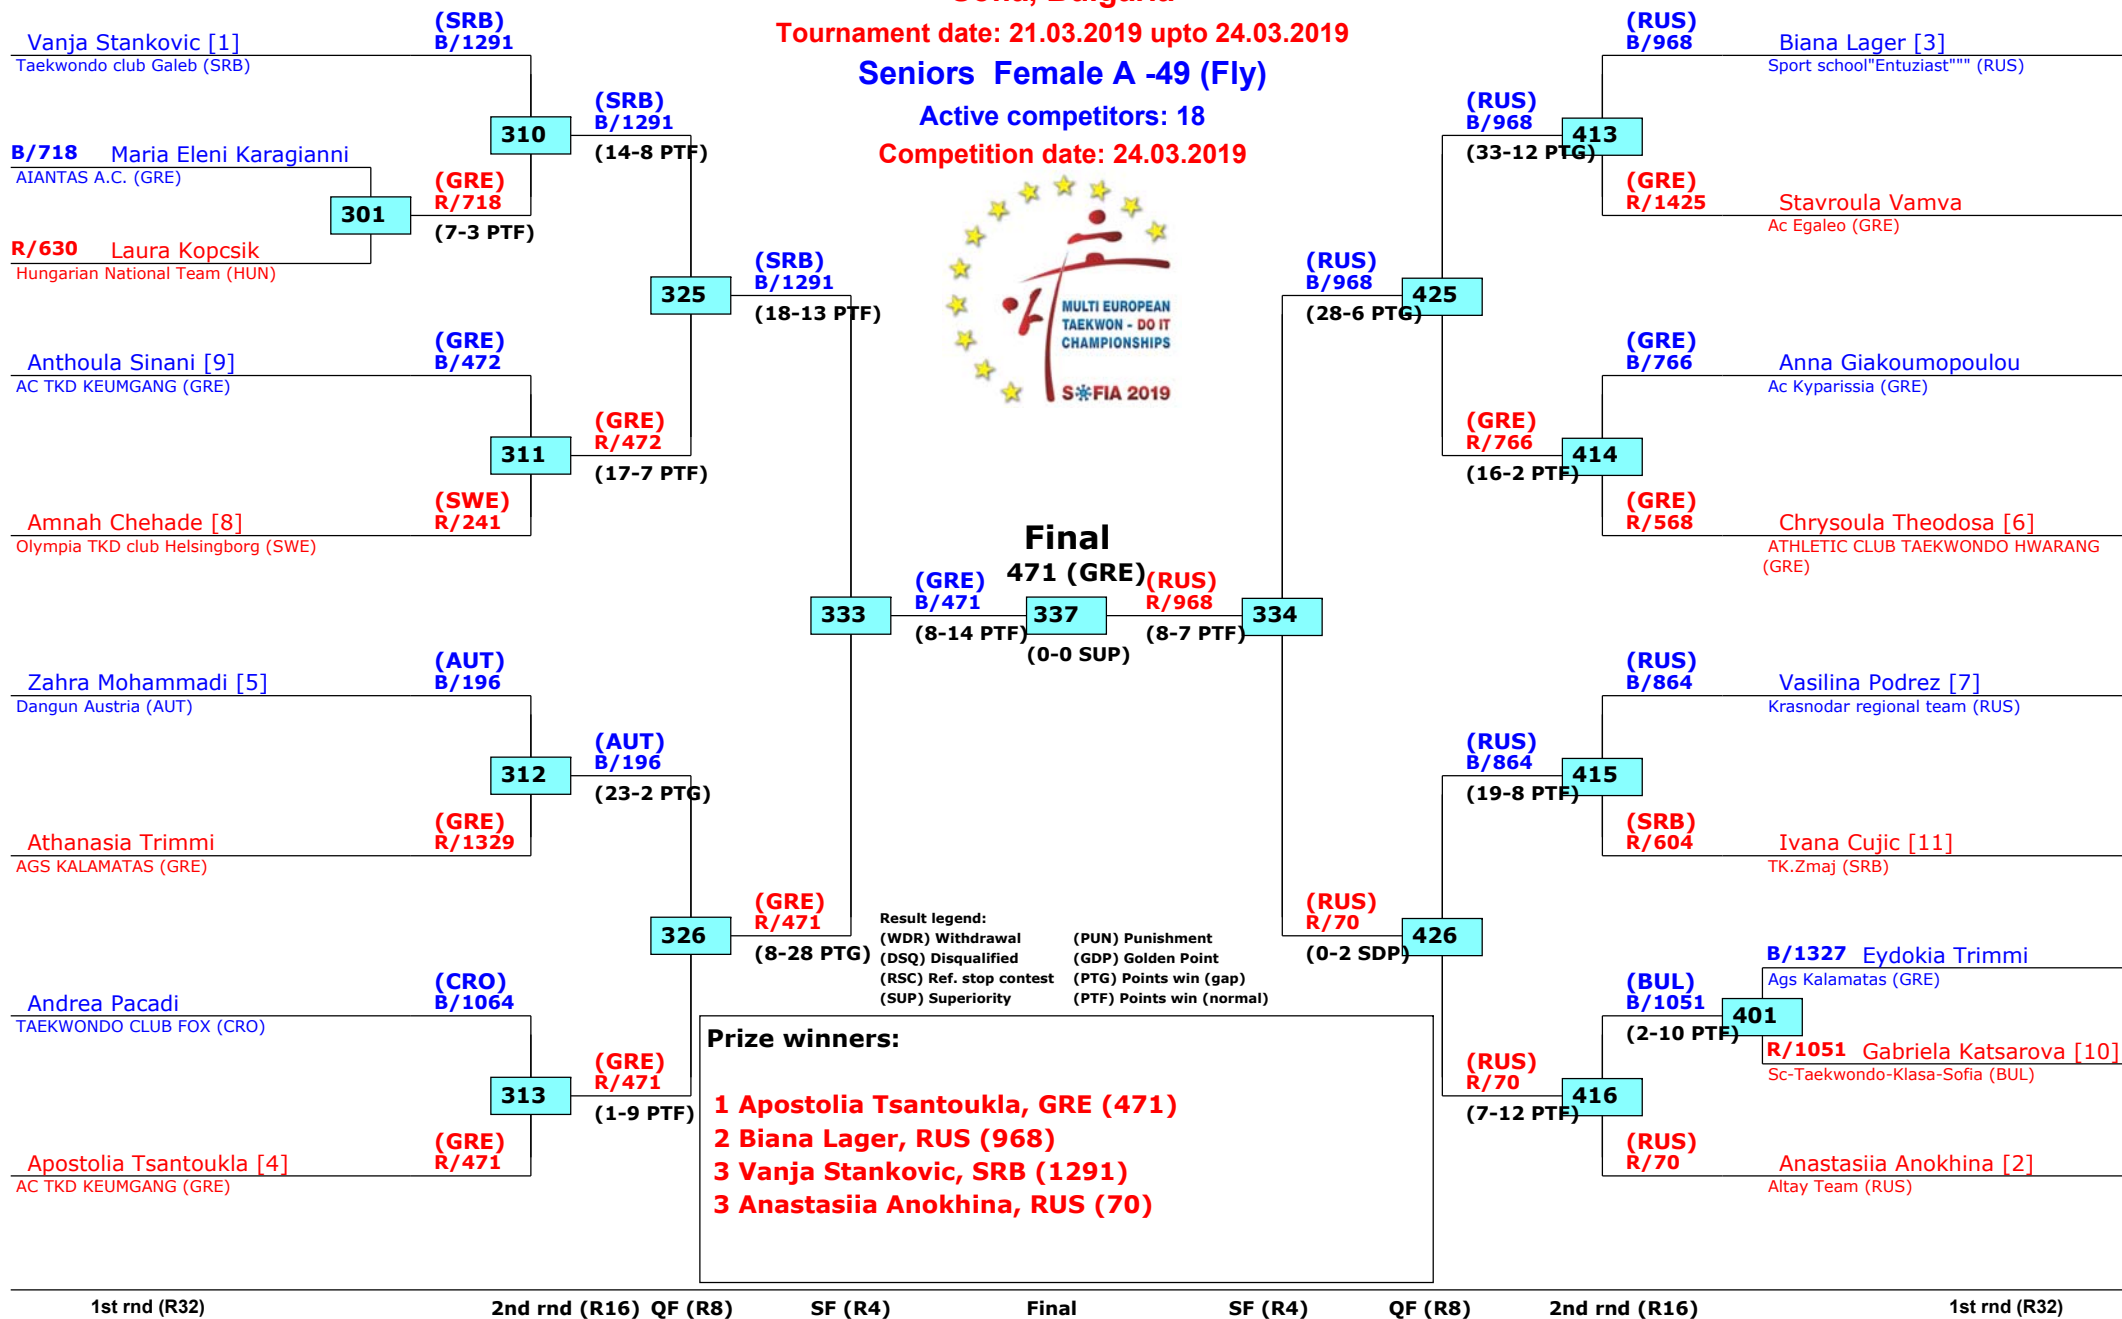 Tournament date: 21.03.2019 upto 24.03.2019
Seniors Female A -49 (Fly)
Active competitors: 18
Competition date: 24.03.2019
MULTI EUROPEAN
TAEKWON - DO IT
CHAMPIONSHIPS
SOFIA 2019
Vanja Stankovic [1]
Taekwondo club Galeb (SRB)
(SRB)
B/1291
B/718 Maria Eleni Karagianni
AIANTAS A.C. (GRE)
R/630 Laura Kopcsik
Hungarian National Team (HUN)
301
(GRE)
R/718
(7-3 PTF)
310
(SRB)
B/1291
(14-8 PTF)
Anthoula Sinani [9]
AC TKD KEUMGANG (GRE)
(GRE)
B/472
Amnah Chehade [8]
Olympia TKD club Helsingborg (SWE)
(SWE)
R/241
311
(GRE)
R/472
(17-7 PTF)
325
(SRB)
B/1291
(18-13 PTF)
Zahra Mohammadi [5]
Dangun Austria (AUT)
(AUT)
B/196
Athanasia Trimmi
AGS KALAMATAS (GRE)
(GRE)
R/1329
312
(AUT)
B/196
(23-2 PTG)
Andrea Pacadi
TAEKWONDO CLUB FOX (CRO)
(CRO)
B/1064
Apostolia Tsantoukla [4]
AC TKD KEUMGANG (GRE)
(GRE)
R/471
313
(GRE)
R/471
(1-9 PTF)
326
(GRE)
R/471
(8-28 PTG)
333
(GRE)
B/471
(8-14 PTF)
Final
471 (GRE)
337
(0-0 SUP)
(RUS)
R/968
(8-7 PTF)
334
(RUS)
B/968
(28-6 PTG)
425
(RUS)
B/968
(33-12 PTG)
413
(RUS)
B/968
Biana Lager [3]
Sport school"Entuziast""" (RUS)
(GRE)
R/1425
Stavroula Vamva
Ac Egaleo (GRE)
(GRE)
R/766
(16-2 PTF)
414
(GRE)
B/766
Anna Giakoumopoulou
Ac Kyparissia (GRE)
(GRE)
R/568
Chrysoula Theodosa [6]
ATHLETIC CLUB TAEKWONDO HWARANG
(GRE)
(RUS)
R/70
(0-2 SDP)
426
(RUS)
B/864
(19-8 PTF)
415
(RUS)
B/864
Vasilina Podrez [7]
Krasnodar regional team (RUS)
(SRB)
R/604
Ivana Cujic [11]
TK.Zmaj (SRB)
(RUS)
R/70
(7-12 PTF)
416
(BUL)
B/1051
(2-10 PTF)
401
B/1327 Eydokia Trimmi
Ags Kalamatas (GRE)
R/1051 Gabriela Katsarova [10]
Sc-Taekwondo-Klasa-Sofia (BUL)
(RUS)
R/70
Anastasiia Anokhina [2]
Altay Team (RUS)
Result legend:
(WDR) Withdrawal (PUN) Punishment
(DSQ) Disqualified (GDP) Golden Point
(RSC) Ref. stop contest (PTG) Points win (gap)
(SUP) Superiority (PTF) Points win (normal)
Prize winners:
1 Apostolia Tsantoukla, GRE (471)
2 Biana Lager, RUS (968)
3 Vanja Stankovic, SRB (1291)
3 Anastasiia Anokhina, RUS (70)
1st rnd (R32) 2nd rnd (R16) QF (R8) SF (R4) Final SF (R4) QF (R8) 2nd rnd (R16) 1st rnd (R32)